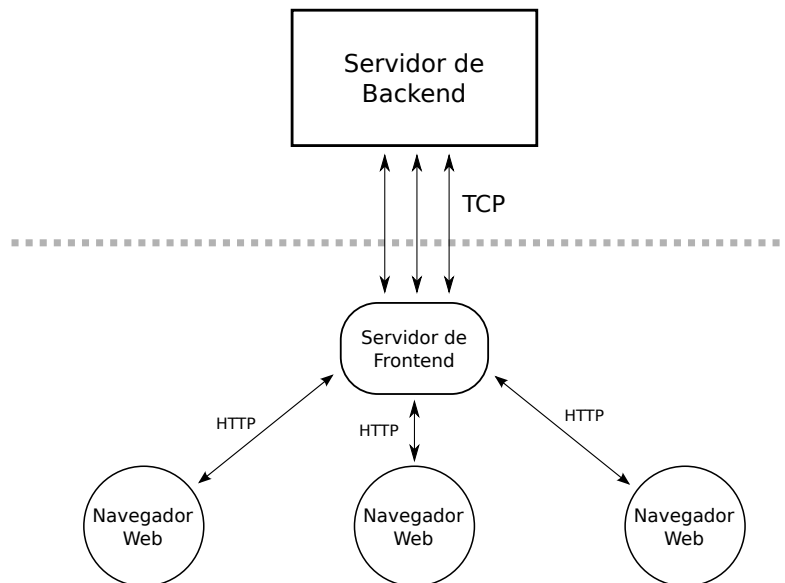 Servidor de
Backend
TCP
Servidor de
Frontend
HTTP
HTTP
HTTP
Navegador
Web
Navegador
Web
Navegador
Web